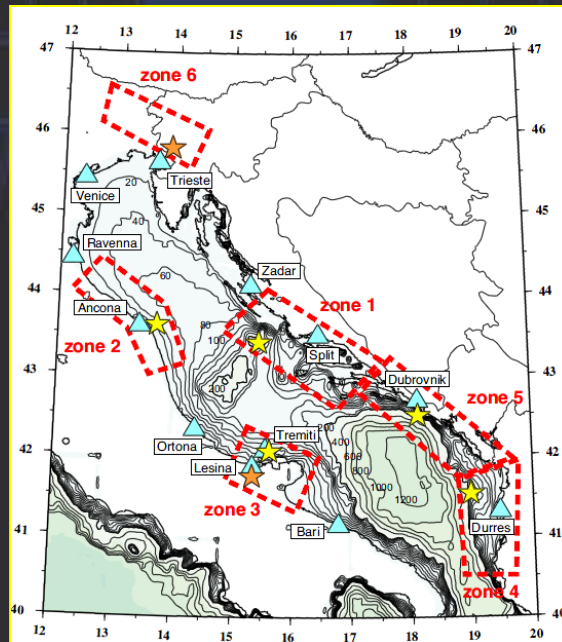 12 13 14 15 16 17 18 19 20
47 47
zone 6
46 46
Trieste
20
Venice
45 45
40
Ravenna
60
Zadar
44 44
zone 1
Ancona
80
100
Split
zone 2
43 43
200
Dubrovnik
zone 5
Ortona
Tremiti
200
400
42 42
Lesina
600
800
1000
1200
zone 3
Bari
Durres
41 41
zone 4
40 40
12 13 14 15 16 17 18 19 20